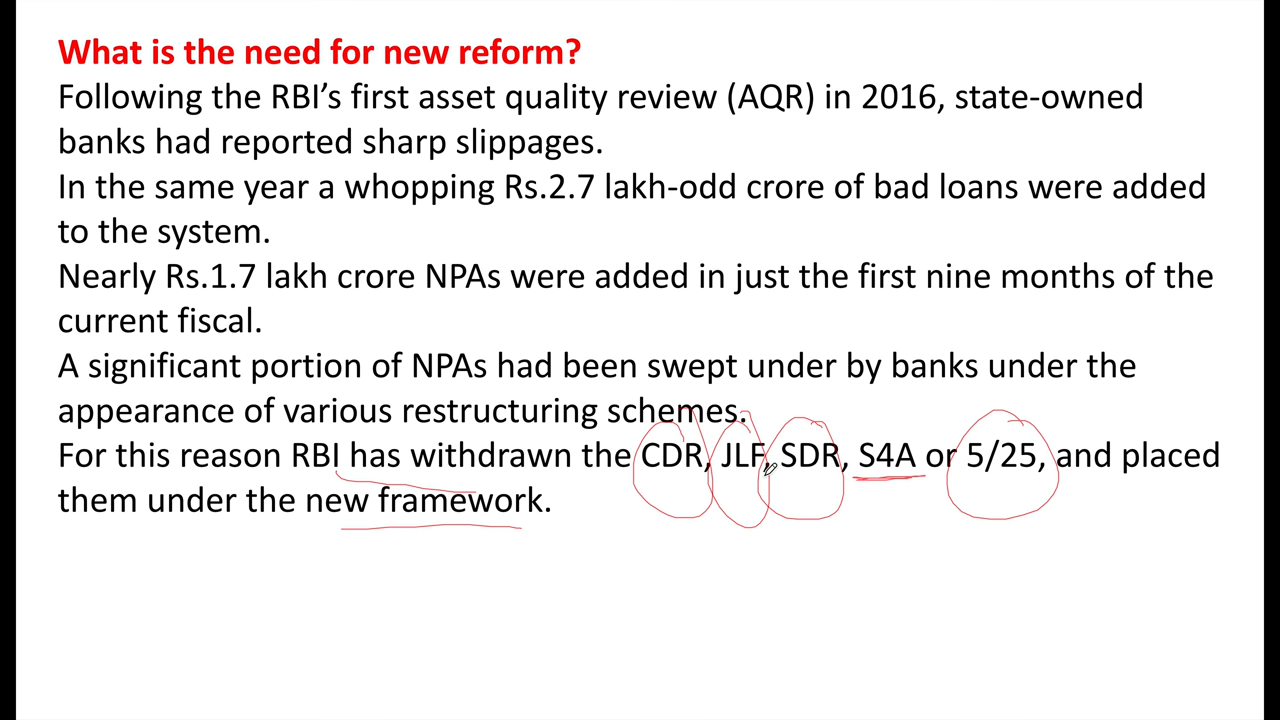 What is the need for new reform?
Following the RBI’s first asset quality review (AQR) in 2016, state-owned
banks had reported sharp slippages.
In the same year a whopping Rs.2.7 lakh-odd crore of bad loans were added
to the system.
Nearly Rs.1.7 lakh crore NPAs were added in just the first nine months of the
current fiscal.
A significant portion of NPAs had been swept under by banks under the
appearance of various restructuring schemes.
For this reason RBI has withdrawn the CDR, JLF, SDR, S4A or 5/25, and placed
them under the new framework.